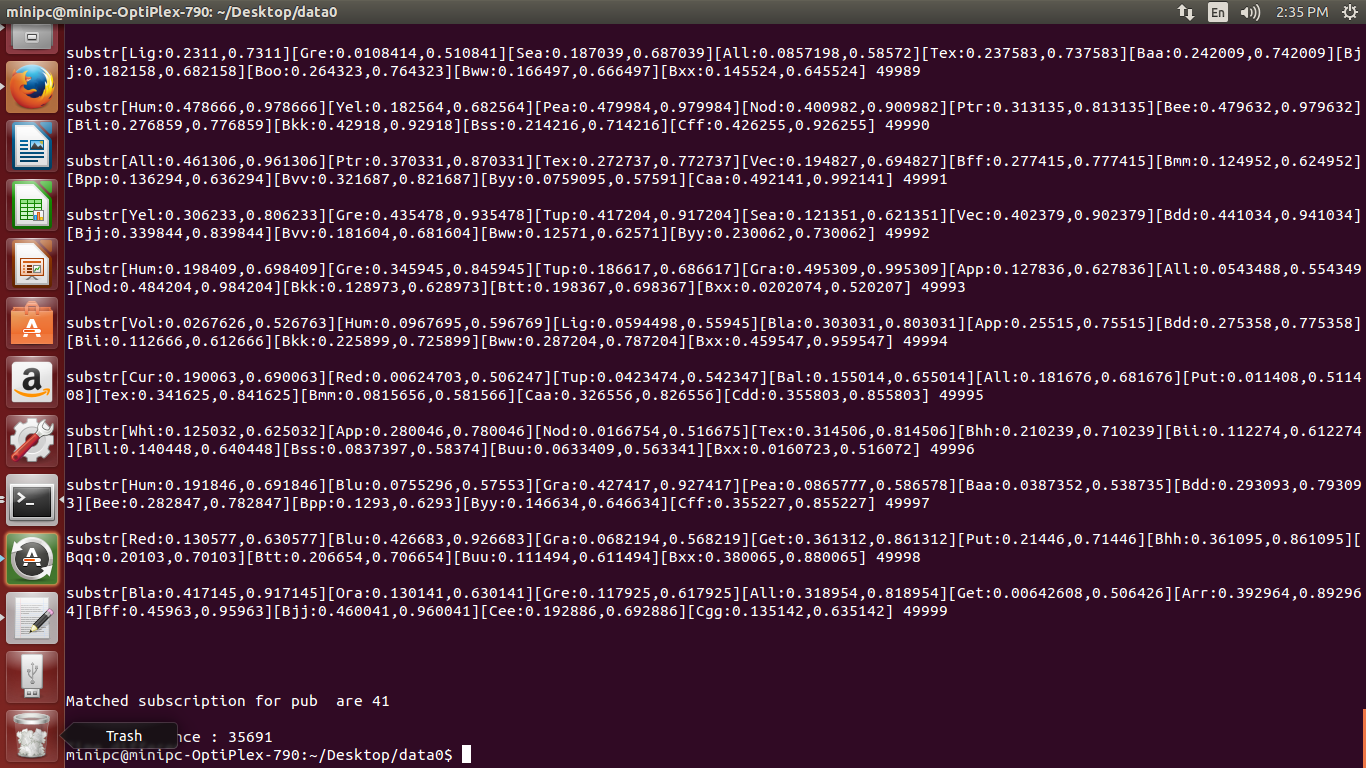 minipc@minipc-OptiPlex-790: ~/Desktop/data0
En
2:35 PM
substr[Lig:0.2311,0.7311][Gre:0.0108414,0.510841][Sea:0.187039,0.687039][All:0.0857198,0.58572][Tex:0.237583,0.737583][Baa:0.242009,0.742009][Bj
j:0.182158,0.682158][Boo:0.264323,0.764323][Bww:0.166497,0.666497][Bxx:0.145524,0.645524] 49989
substr[Hum:0.478666,0.978666][Yel:0.182564,0.682564][Pea:0.479984,0.979984][Nod:0.400982,0.900982][Ptr:0.313135,0.813135][Bee:0.479632,0.979632]
[Bii:0.276859,0.776859][Bkk:0.42918,0.92918][Bss:0.214216,0.714216][Cff:0.426255,0.926255] 49990
substr[All:0.461306,0.961306][Ptr:0.370331,0.870331][Tex:0.272737,0.772737][Vec:0.194827,0.694827][Bff:0.277415,0.777415][Bmm:0.124952,0.624952]
[Bpp:0.136294,0.636294][Bvv:0.321687,0.821687][Byy:0.0759095,0.57591][Caa:0.492141,0.992141] 49991
substr[Yel:0.306233,0.806233][Gre:0.435478,0.935478][Tup:0.417204,0.917204][Sea:0.121351,0.621351][Vec:0.402379,0.902379][Bdd:0.441034,0.941034]
[Bjj:0.339844,0.839844][Bvv:0.181604,0.681604][Bww:0.12571,0.62571][Byy:0.230062,0.730062] 49992
substr[Hum:0.198409,0.698409][Gre:0.345945,0.845945][Tup:0.186617,0.686617][Gra:0.495309,0.995309][App:0.127836,0.627836][All:0.0543488,0.554349
][Nod:0.484204,0.984204][Bkk:0.128973,0.628973][Btt:0.198367,0.698367][Bxx:0.0202074,0.520207] 49993
substr[Vol:0.0267626,0.526763][Hum:0.0967695,0.596769][Lig:0.0594498,0.55945][Bla:0.303031,0.803031][App:0.25515,0.75515][Bdd:0.275358,0.775358]
[Bii:0.112666,0.612666][Bkk:0.225899,0.725899][Bww:0.287204,0.787204][Bxx:0.459547,0.959547] 49994
substr[Cur:0.190063,0.690063][Red:0.00624703,0.506247][Tup:0.0423474,0.542347][Bal:0.155014,0.655014][All:0.181676,0.681676][Put:0.011408,0.5114
08][Tex:0.341625,0.841625][Bmm:0.0815656,0.581566][Caa:0.326556,0.826556][Cdd:0.355803,0.855803] 49995
substr[Whi:0.125032,0.625032][App:0.280046,0.780046][Nod:0.0166754,0.516675][Tex:0.314506,0.814506][Bhh:0.210239,0.710239][Bii:0.112274,0.612274
][Bll:0.140448,0.640448][Bss:0.0837397,0.58374][Buu:0.0633409,0.563341][Bxx:0.0160723,0.516072] 49996
substr[Hum:0.191846,0.691846][Blu:0.0755296,0.57553][Gra:0.427417,0.927417][Pea:0.0865777,0.586578][Baa:0.0387352,0.538735][Bdd:0.293093,0.79309
3][Bee:0.282847,0.782847][Bpp:0.1293,0.6293][Byy:0.146634,0.646634][Cff:0.355227,0.855227] 49997
substr[Red:0.130577,0.630577][Blu:0.426683,0.926683][Gra:0.0682194,0.568219][Get:0.361312,0.861312][Put:0.21446,0.71446][Bhh:0.361095,0.861095][
Bqq:0.20103,0.70103][Btt:0.206654,0.706654][Buu:0.111494,0.611494][Bxx:0.380065,0.880065] 49998
substr[Bla:0.417145,0.917145][Ora:0.130141,0.630141][Gre:0.117925,0.617925][All:0.318954,0.818954][Get:0.00642608,0.506426][Arr:0.392964,0.89296
4][Bff:0.45963,0.95963][Bjj:0.460041,0.960041][Cee:0.192886,0.692886][Cgg:0.135142,0.635142] 49999
Matched subscription for pub  are 41
Trash
nce : 35691
minipc@minipc-OptiPlex-790:~/Desktop/data0$